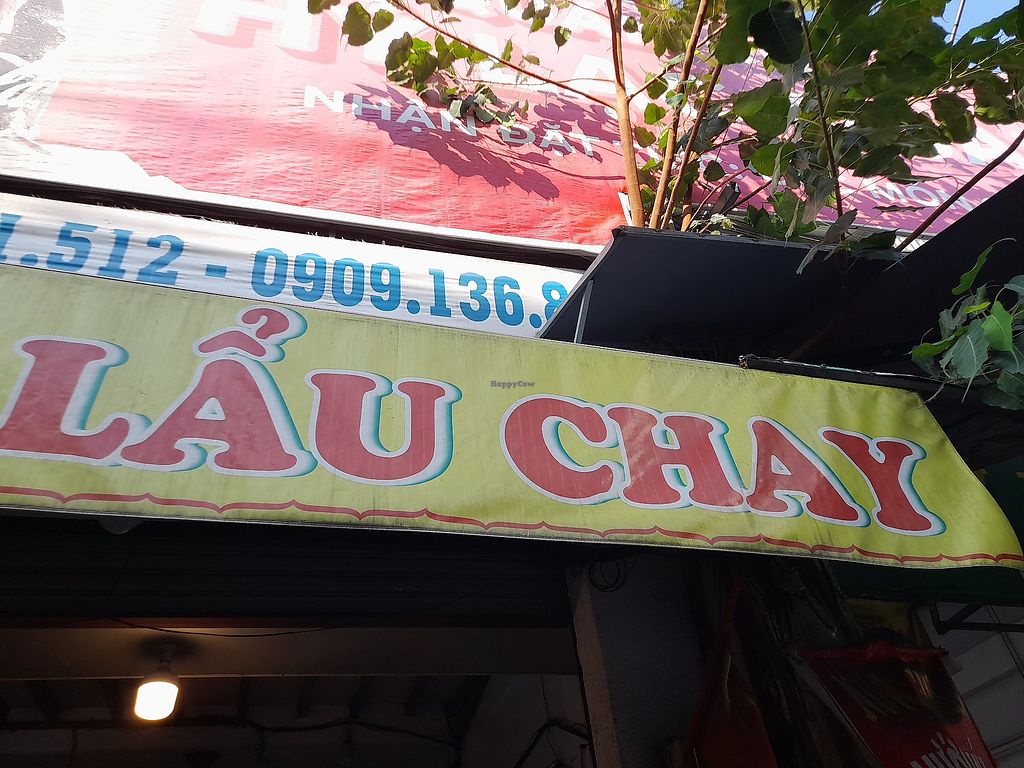 NHẬN ĐẶT
.512 - 0909.136.8
LẨU CHAY
HappyCow